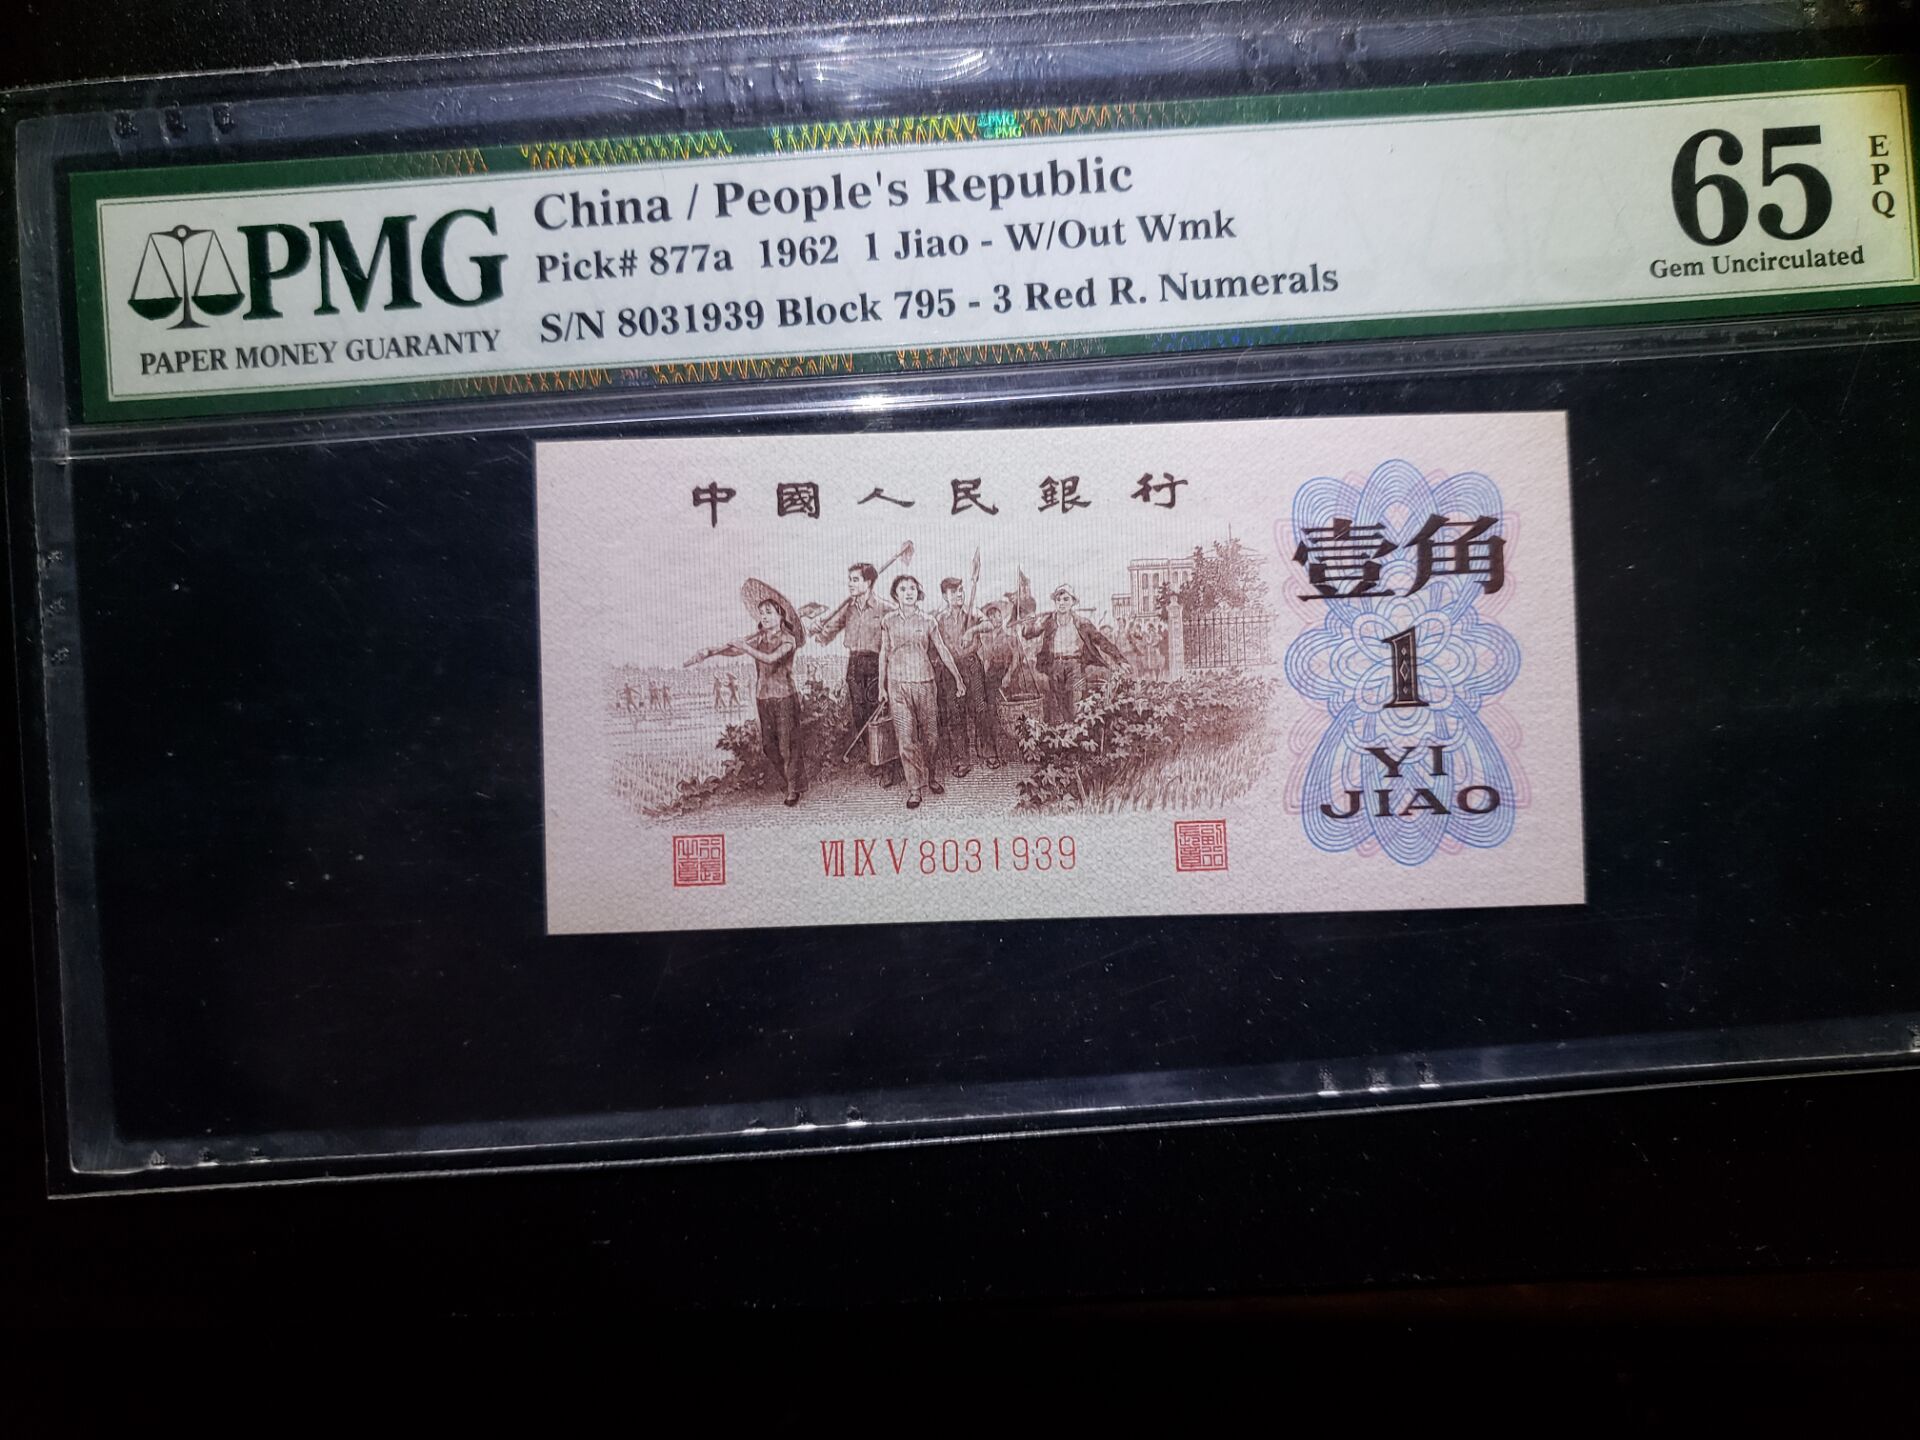 PMG
PAPER MONEY GUARANTY
China / People's Republic
Pick# 877a 1962 1 Jiao - W/Out Wmk
S/N 8031939 Block 795 - 3 Red R. Numerals
65
EPQ
Gem Uncirculated
中國人民銀行
壹角
1
YI
JIAO
VII IX V 8031939